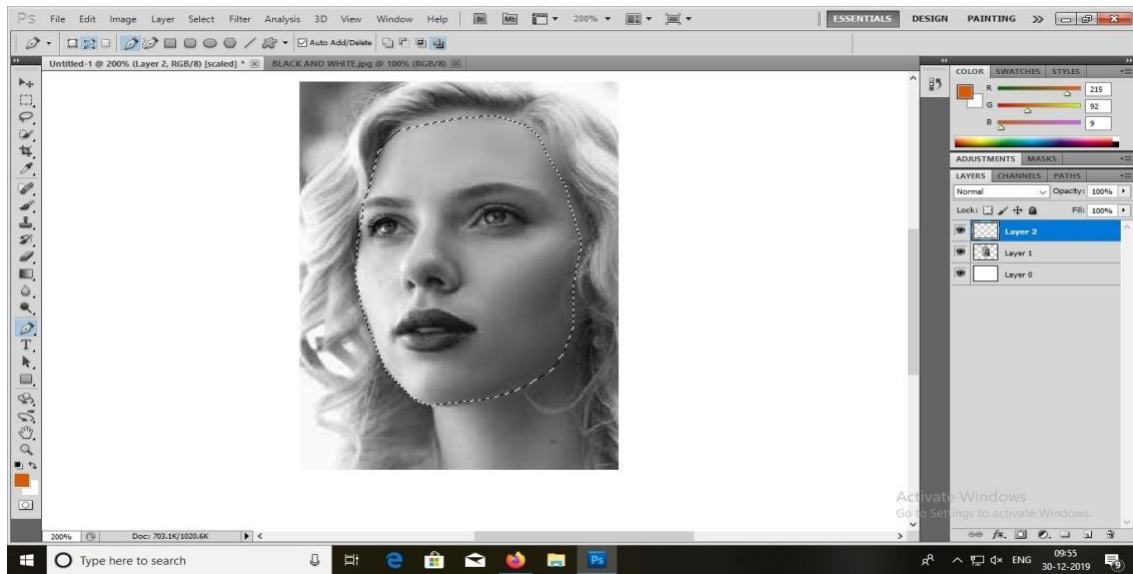 PS File Edit Image Layer Select Filter Analysis 3D View Window Help Br Mb 200% ESSENTIALS DESIGN PAINTING
Auto Add/Delete
Untitled-1 @ 200% (Layer 2, RGB/8) [scaled] * BLACK AND WHITE.jpg @ 100% (RGB/8)
COLOR SWATCHES STYLES
R 215
G 92
B 9
ADJUSTMENTS MASKS
LAYERS CHANNELS PATHS
Normal Opacity: 100%
Lock: Fill: 100%
Layer 2
Layer 1
Layer 0
Activate Windows
Go to Settings to activate Windows.
200% Doc: 703.1K/1020.6K
Type here to search Ps ENG 09:55
30-12-2019 9